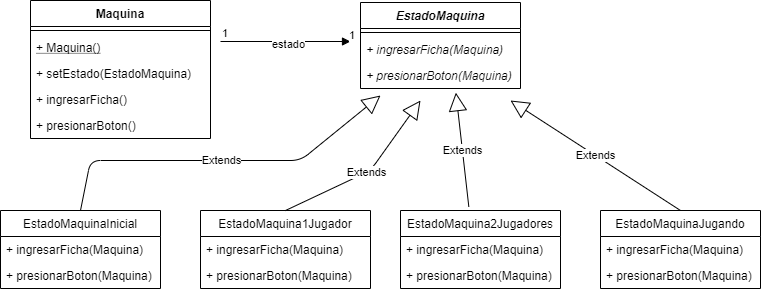 Maquina
+ Maquina()
+ setEstado(EstadoMaquina)
+ ingresarFicha()
+ presionarBoton()
1
estado
1
EstadoMaquina
+ ingresarFicha(Maquina)
+ presionarBoton(Maquina)
Extends
Extends
Extends
Extends
EstadoMaquinaInicial
+ ingresarFicha(Maquina)
+ presionarBoton(Maquina)
EstadoMaquina1Jugador
+ ingresarFicha(Maquina)
+ presionarBoton(Maquina)
EstadoMaquina2Jugadores
+ ingresarFicha(Maquina)
+ presionarBoton(Maquina)
EstadoMaquinaJugando
+ ingresarFicha(Maquina)
+ presionarBoton(Maquina)